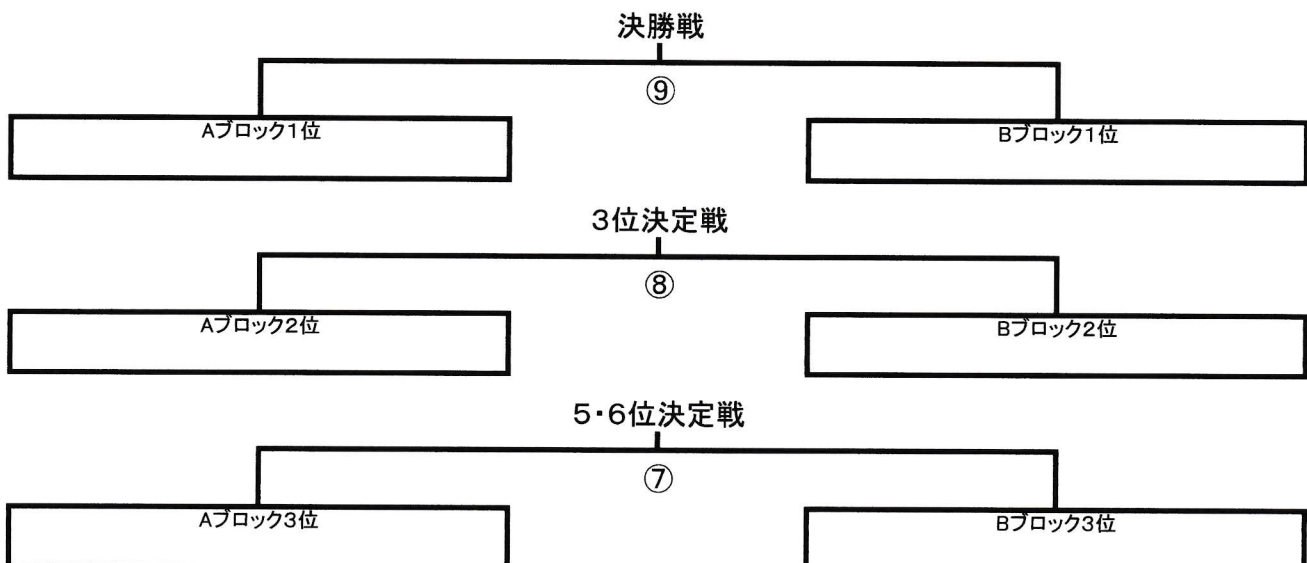 決勝戦
⑨
Aブロック1位
Bブロック1位
3位決定戦
⑧
Aブロック2位
Bブロック2位
5・6位決定戦
⑦
Aブロック3位
Bブロック3位